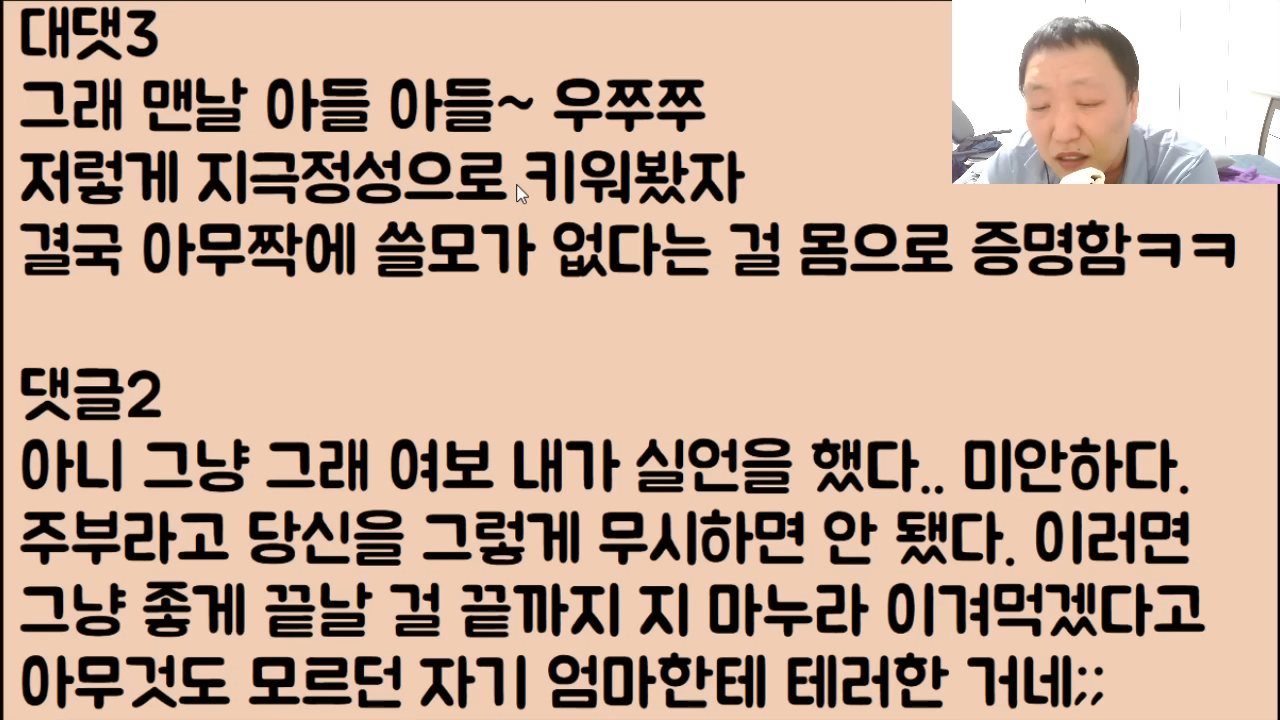 대댓3
그래 맨날 아들 아들~ 우쭈쭈
저렇게 지극정성으로 키워봤자
결국 아무짝에 쓸모가 없다는 걸 몸으로 증명함ㅋㅋ
댓글2
아니 그냥 그래 여보 내가 실언을 했다.. 미안하다.
주부라고 당신을 그렇게 무시하면 안 됐다. 이러면
그냥 좋게 끝날 걸 끝까지 지 마누라 이겨먹겠다고
아무것도 모르던 자기 엄마한테 테러한 거네;;